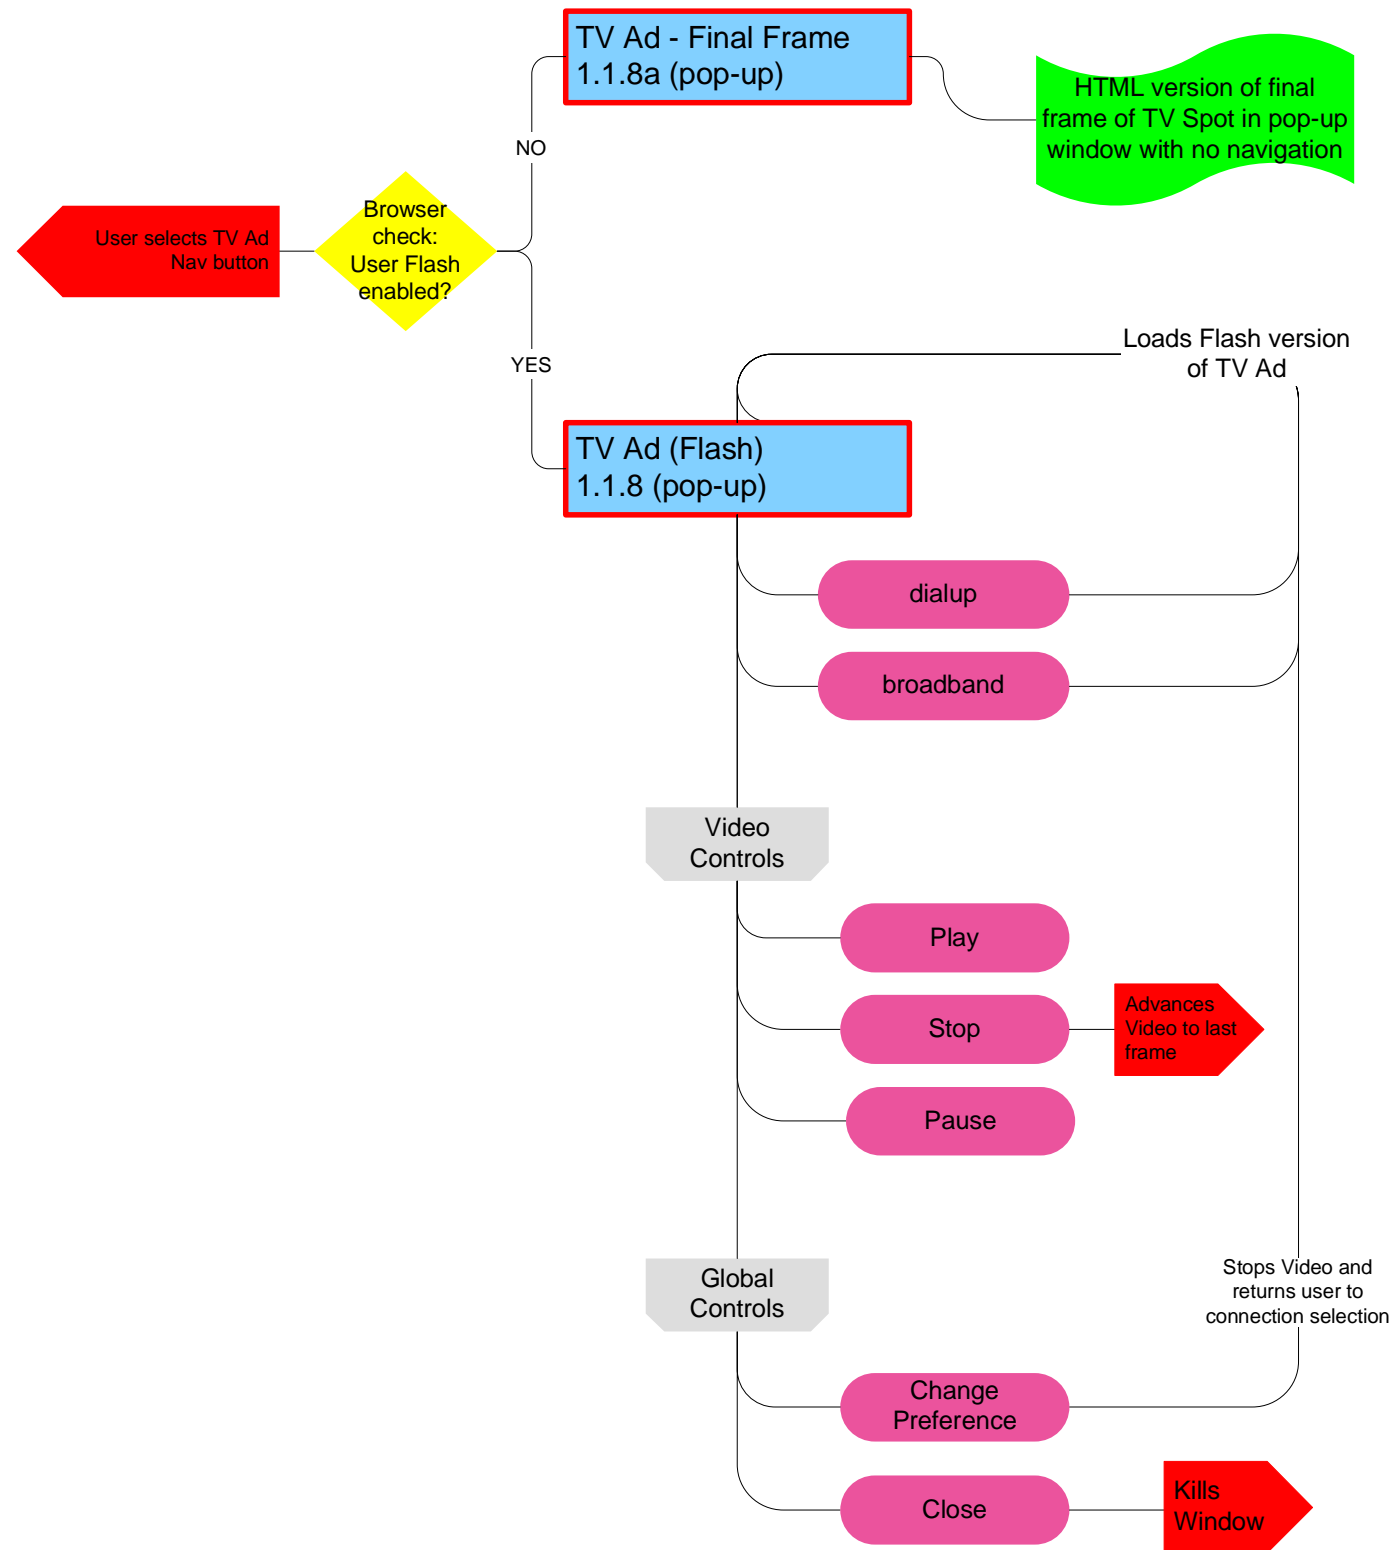 TV Ad - Final Frame
1.1.8a (pop-up)
HTML version of final
frame of TV Spot in pop-up
window with no navigation
NO
User selects TV Ad
Nav button
Browser
check:
User Flash
enabled?
YES
Loads Flash version
of TV Ad
TV Ad (Flash)
1.1.8 (pop-up)
dialup
broadband
Video
Controls
Play
Stop
Advances
Video to last
frame
Pause
Global
Controls
Stops Video and
returns user to
connection selection
Change
Preference
Close
Kills
Window